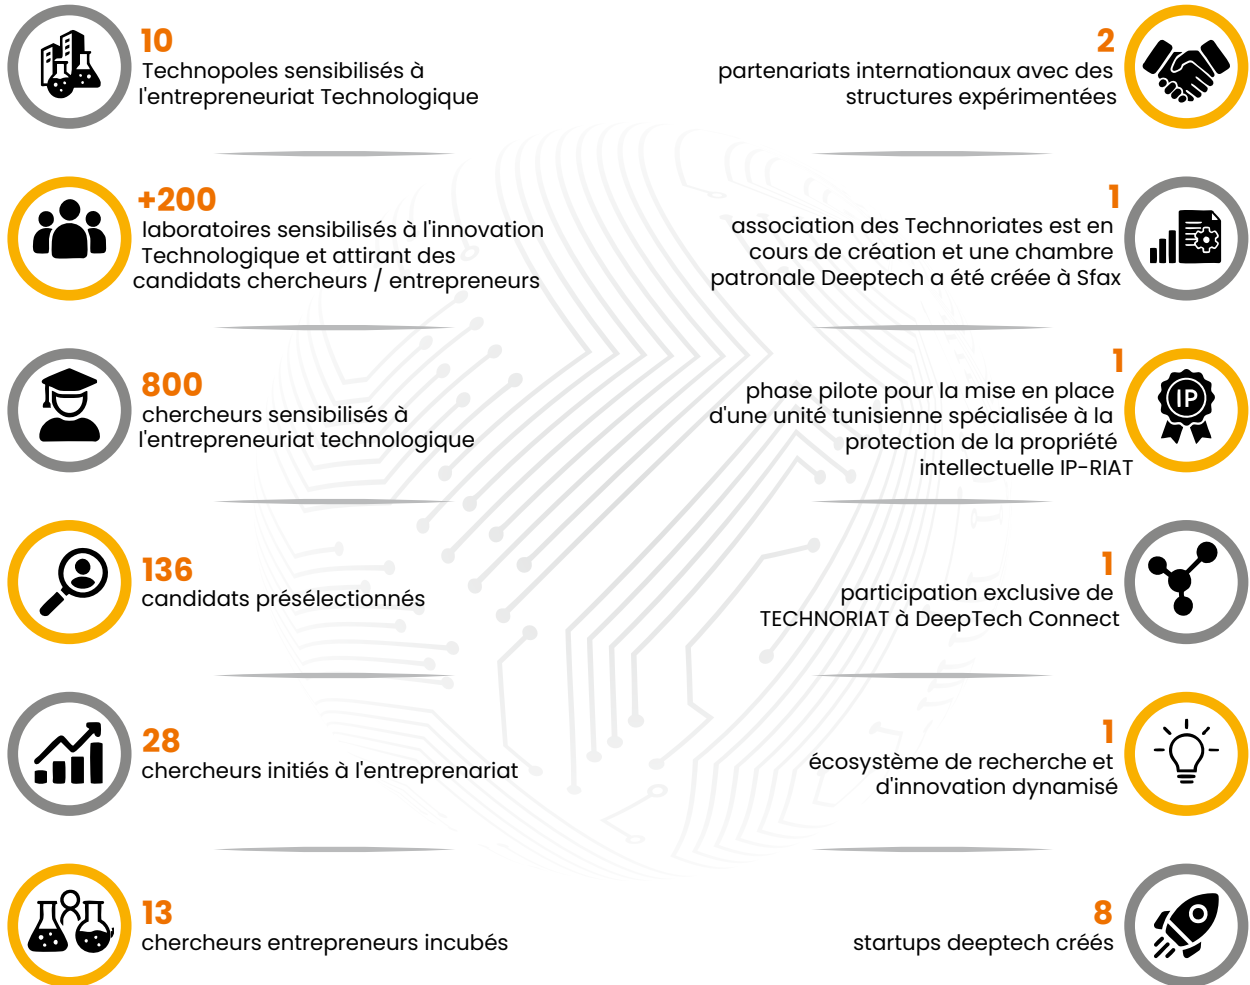 10
Technopoles sensibilisés à
l'entrepreneuriat Technologique
+200
laboratoires sensibilisés à l'innovation
Technologique et attirant des
candidats chercheurs / entrepreneurs
800
chercheurs sensibilisés à
l'entrepreneuriat technologique
136
candidats présélectionnés
28
chercheurs initiés à l'entreprenariat
13
chercheurs entrepreneurs incubés
2
partenariats internationaux avec des
structures expérimentées
1
association des Technoriates est en
cours de création et une chambre
patronale Deeptech a été créée à Sfax
1
phase pilote pour la mise en place
d'une unité tunisienne spécialisée à la
protection de la propriété
intellectuelle IP-RIAT
IP
1
participation exclusive de
TECHNORIAT à DeepTech Connect
1
écosystème de recherche et
d'innovation dynamisé
8
startups deeptech créés